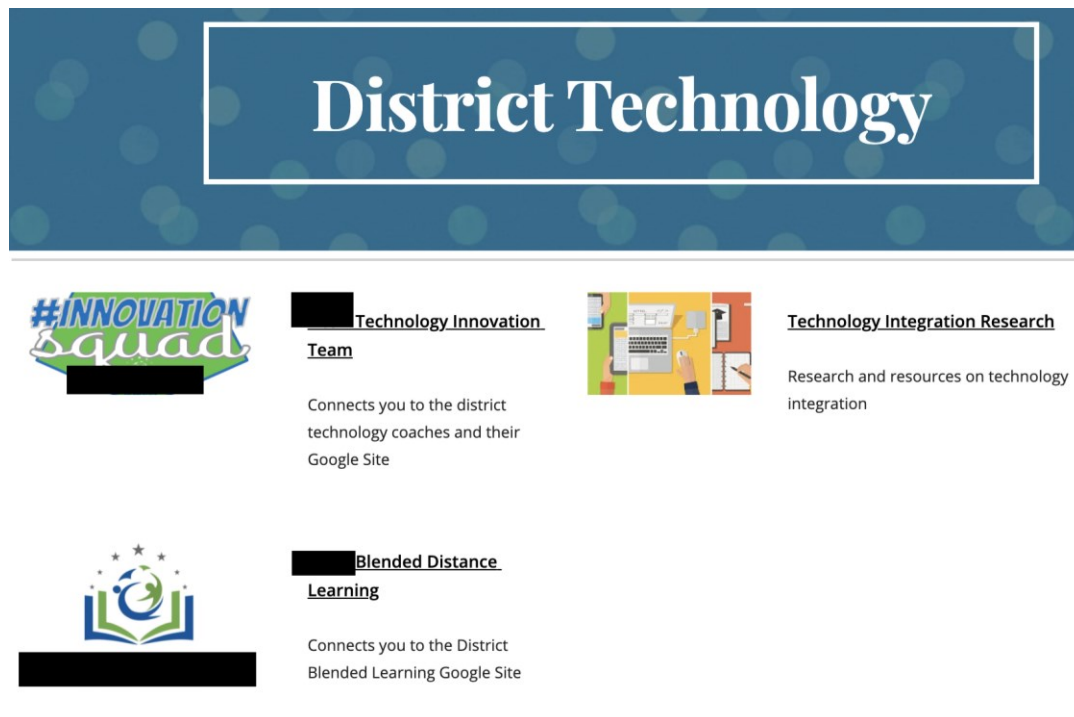 District Technology
#INNOVATION
squad
Technology Innovation
Team
Connects you to the district
technology coaches and their
Google Site
Technology Integration Research
Research and resources on technology
integration
Blended Distance
Learning
Connects you to the District
Blended Learning Google Site